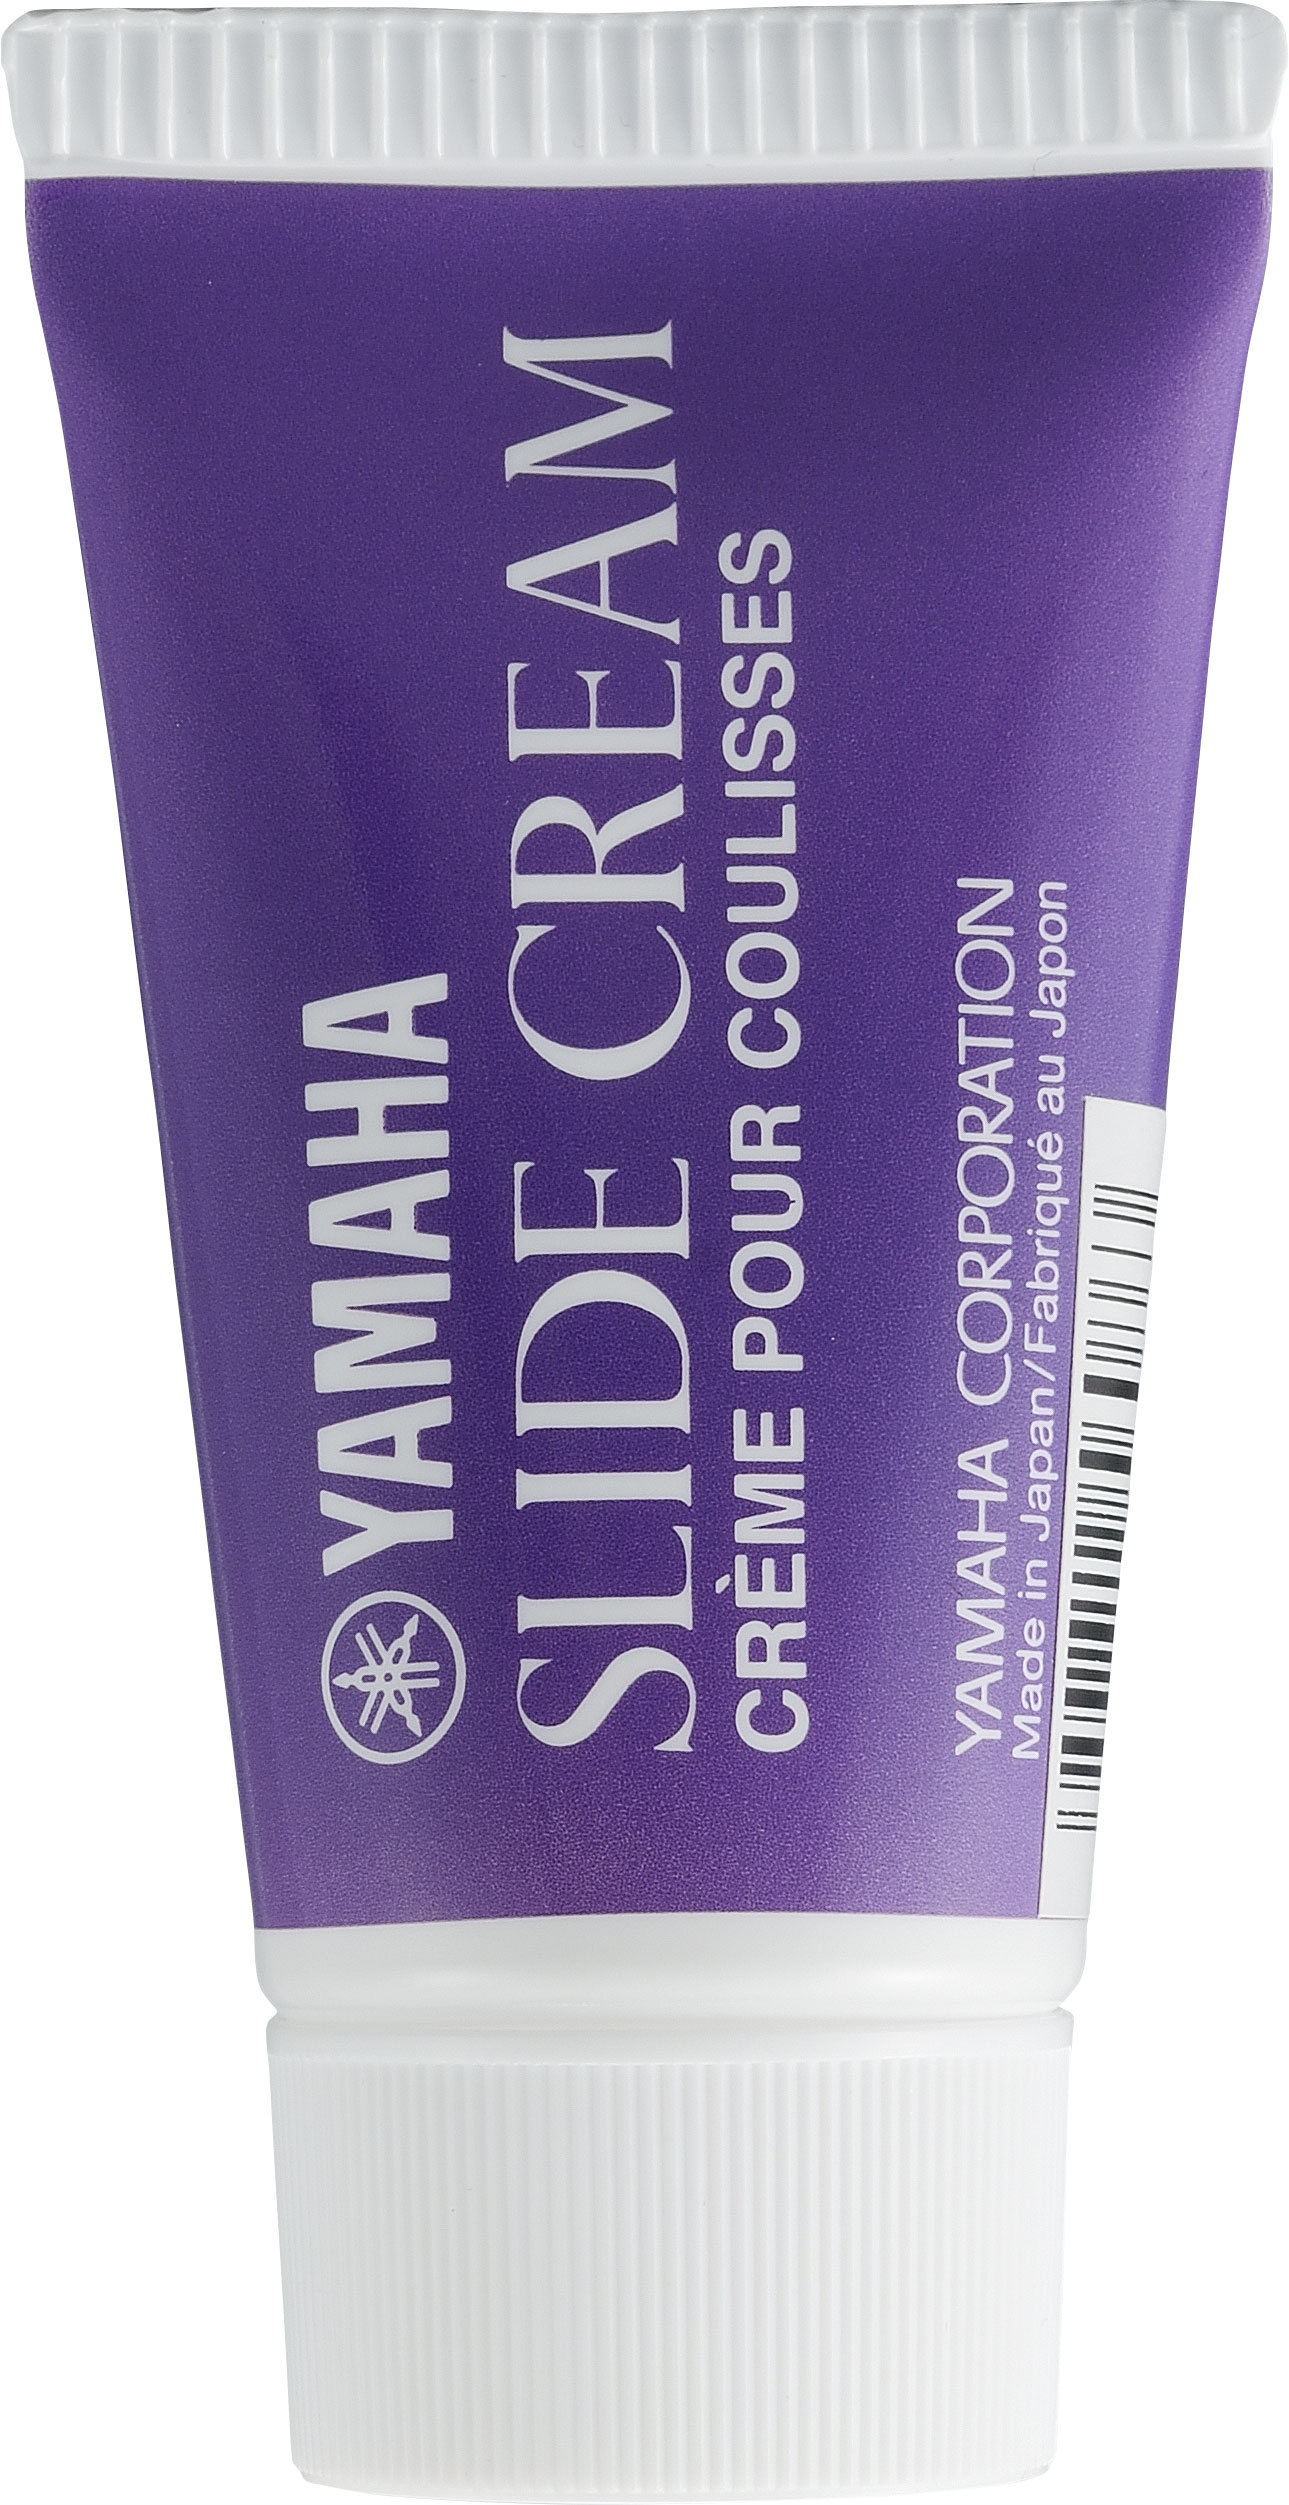 YAMAHA
SLIDE CREAM
CRÈME POUR COULISSES
YAMAHA CORPORATION
Made in Japan/Fabriqué au Japon